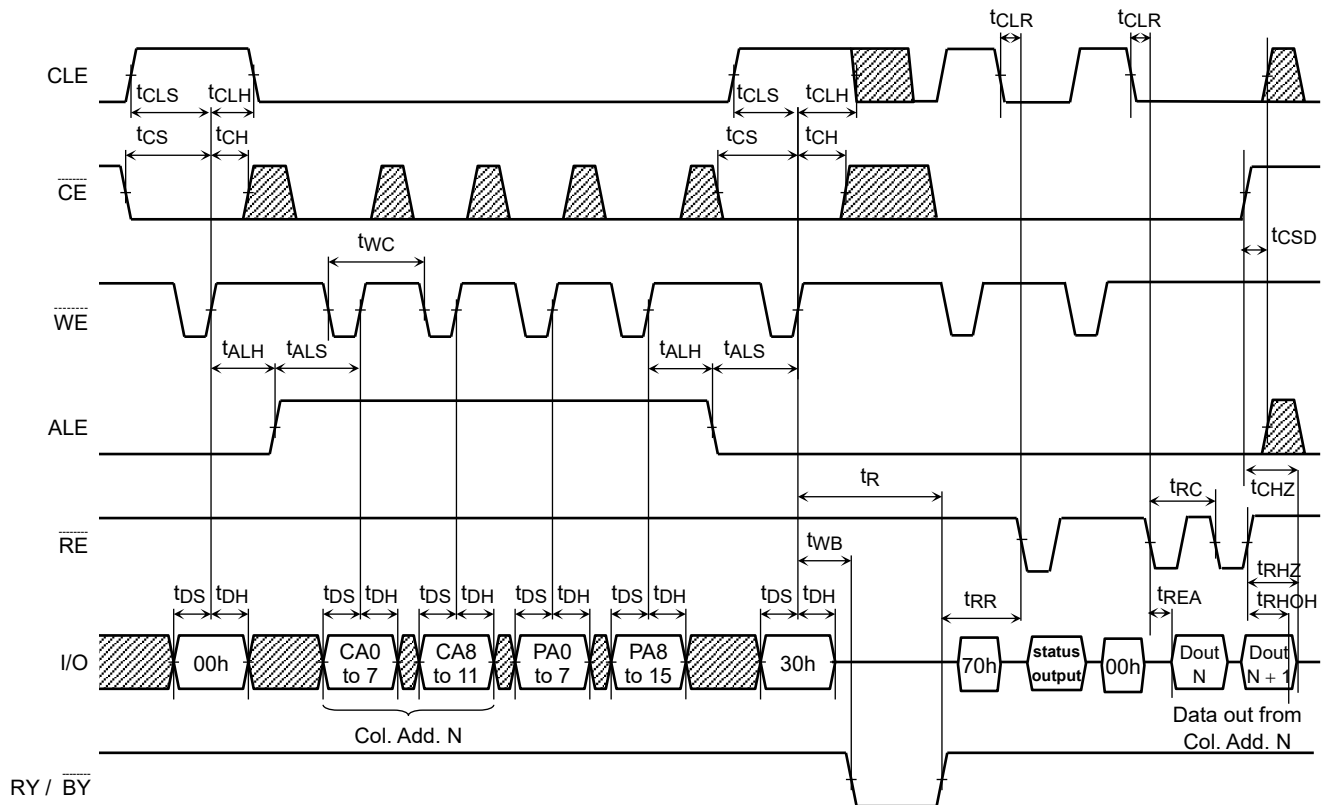 tCLR tCLR
CLE
tCLS tCLH tCLS tCLH
tCS tCH tCS tCH
CE
tCSD
tWC
WE
tALH tALS tALH tALS
ALE
tR tRC tCHZ
RE
tWB
tDS tDH tDS tDH tDS tDH tDS tDH tDS tDH tDS tDH tRR tREA tRHZ
tRHOH
I/O 00h CA0 to 7 CA8 to 11 PA0 to 7 PA8 to 15 30h 70h status output 00h Dout N Dout N + 1
Col. Add. N
Data out from
Col. Add. N
RY / BY